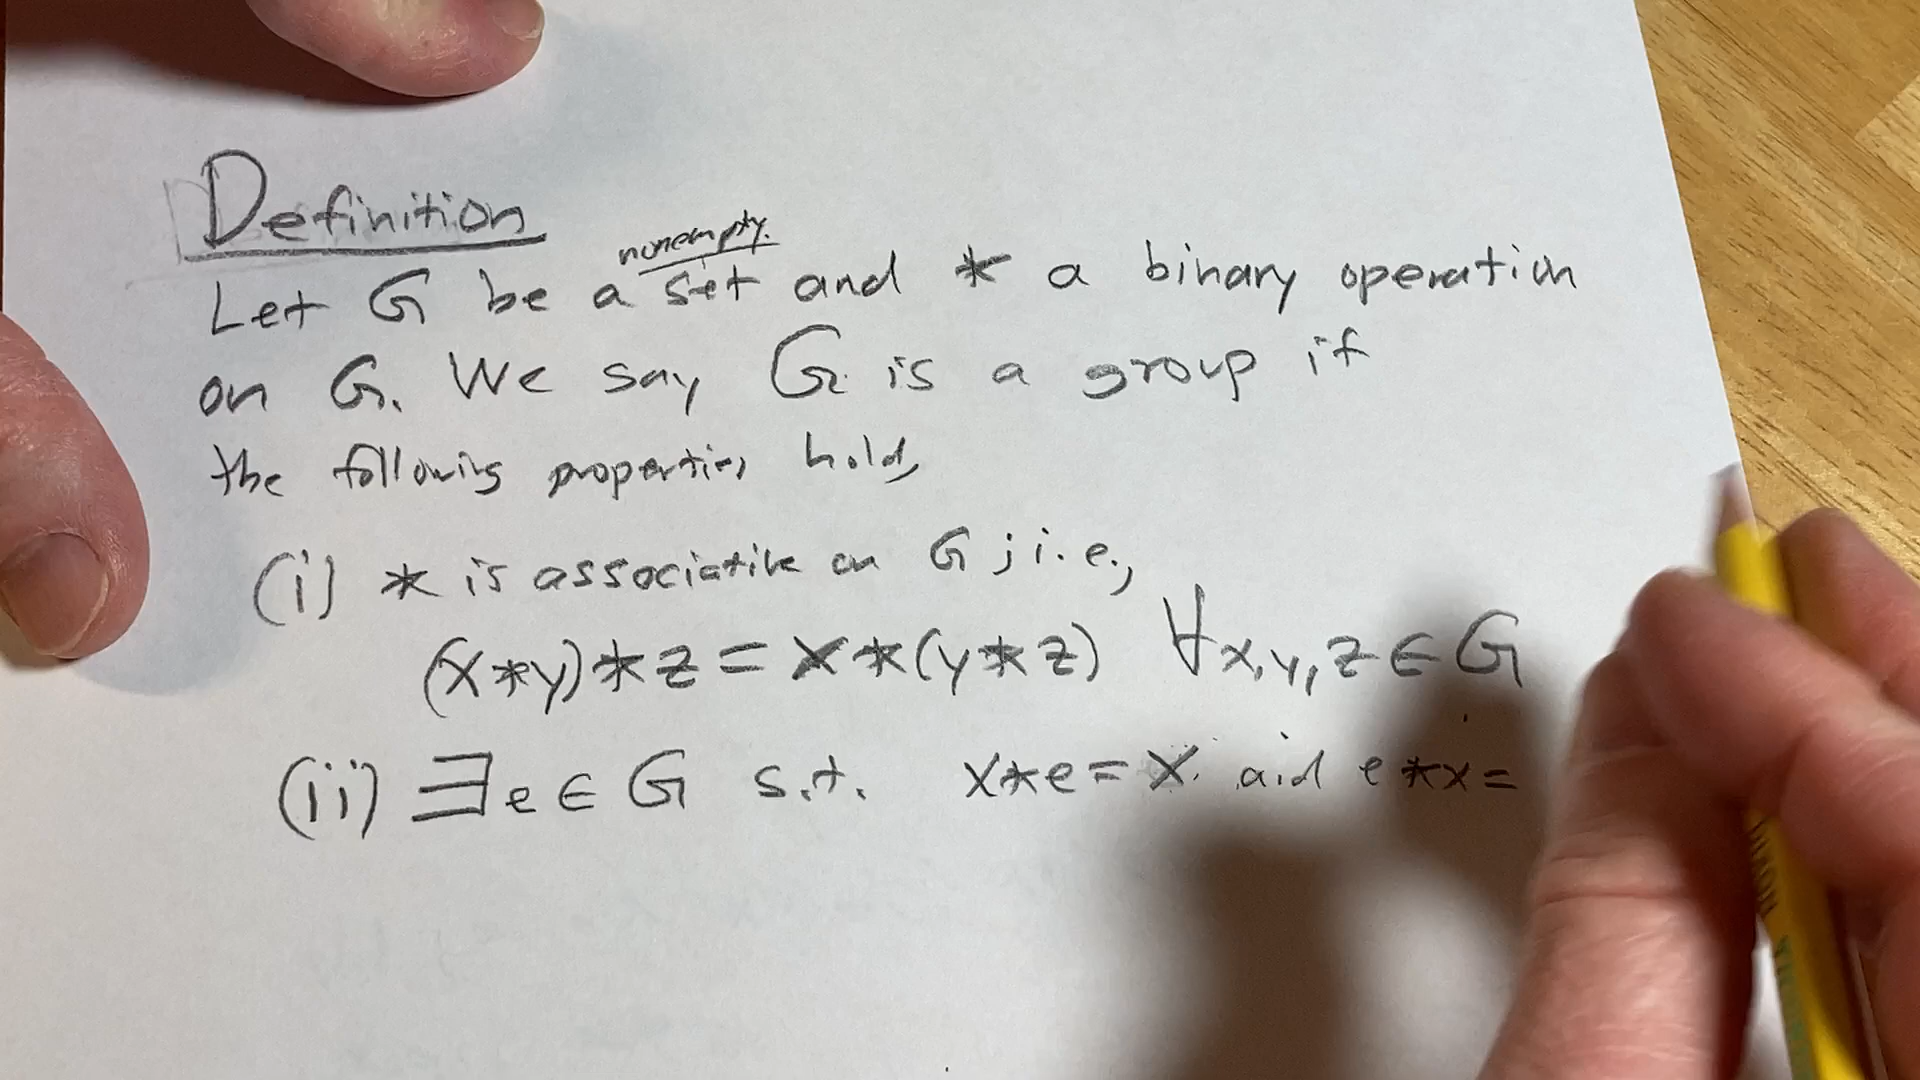 Definition
nonempty
Let G be a set and * a binary operation
on G. We say G is a group if
the following properties hold,
(i) * is associative on G; i.e.,
(x*y)*z = x*(y*z) ∀x,y,z ∈ G
(ii) ∃e ∈ G s.t. x*e = x and e*x =